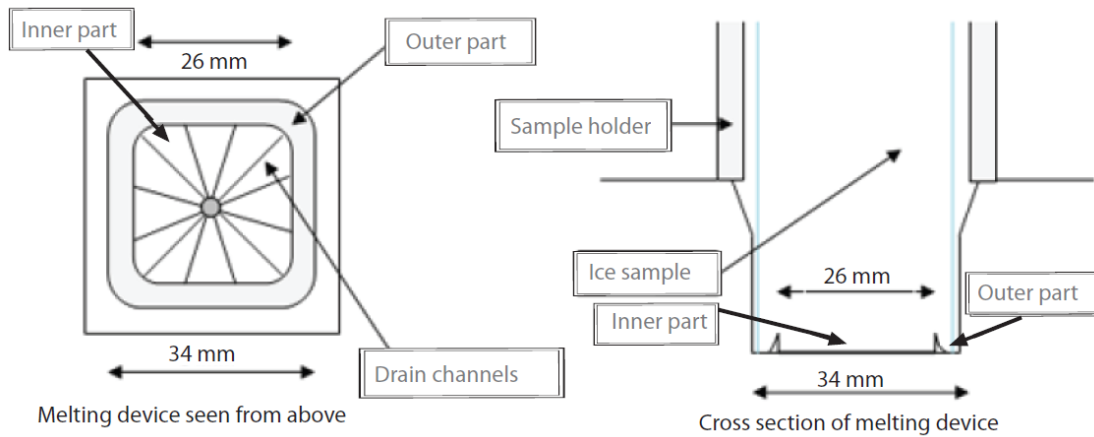 Inner part
26 mm
Outer part
34 mm
Drain channels
Melting device seen from above
Sample holder
Ice sample
26 mm
Inner part
Outer part
34 mm
Cross section of melting device